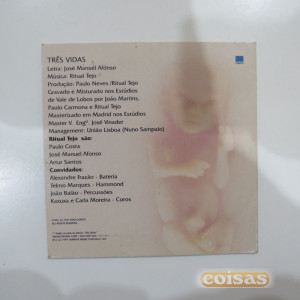 TRÊS VIDAS
Letra: José Manuel Afonso
Música: Ritual Tejo
Produção: Paulo Neves /Ritual Tejo
Gravado e Misturado nos Estúdios
de Vale de Lobos por João Martins,
Paulo Carmona e Ritual Tejo
Masterizado em Madrid nos Estúdios
Master V. Engº. José Vinader
Management: União Lisboa (Nuno Sampaio)
Ritual Tejo são:
Paulo Costa
José Manuel Afonso
Artur Santos
Convidados:
Alexandre Frazão - Bateria
Telmo Marques - Hammond
João Balão - Percussões
Kazuza e Carla Moreira - Coros
coisas